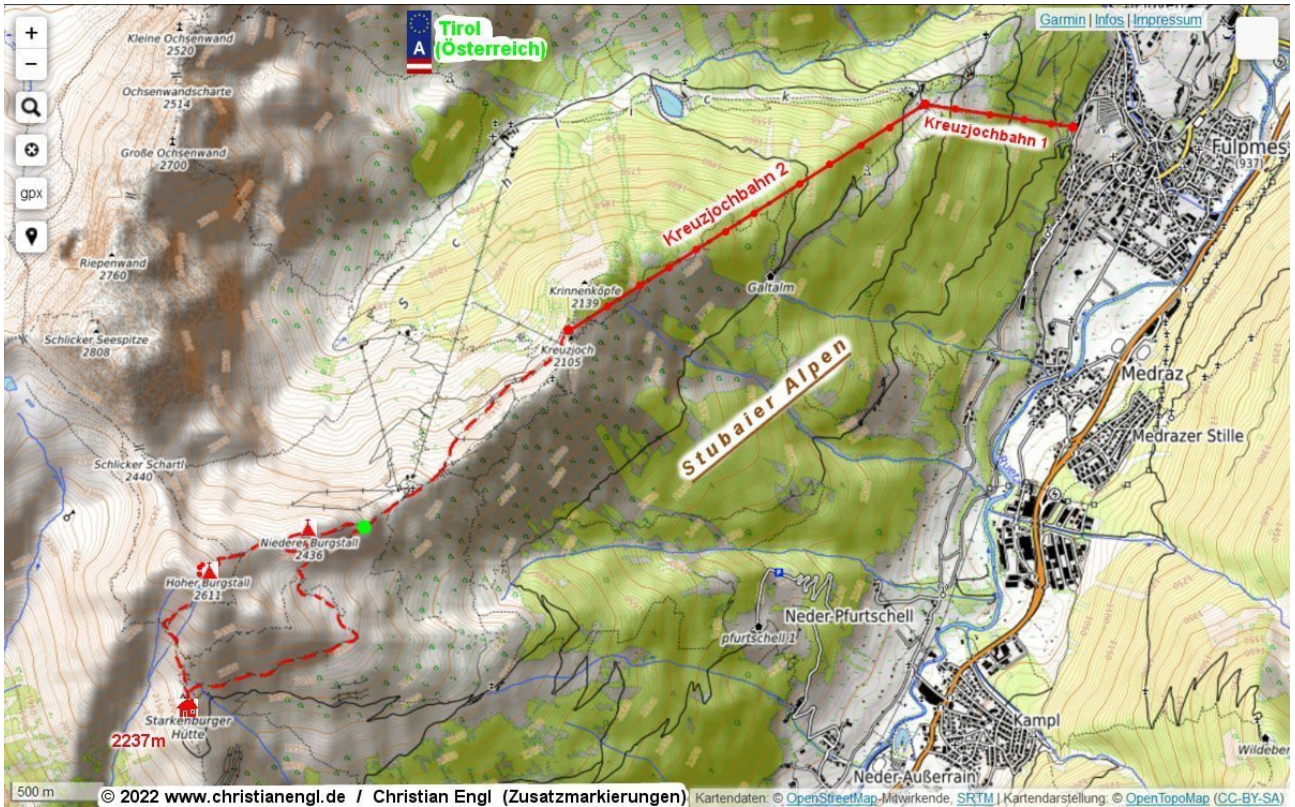 +
−
gpx
A
Tirol
(Österreich)
Garmin | Infos | Impressum
Kleine Ochsenwand
2520
Ochsenwandscharte
2514
Große Ochsenwand
2700
Riepenwand
2760
Schlicker Seespitze
2808
Schlicker Schartl
2440
S c h l i c k
Kreuzjochbahn 1
Kreuzjochbahn 2
Fulpmes
(937)
Krinnenköpfe
2139
Galtalm
Kreuzjoch
2105
Stubaier Alpen
Medraz
Medrazer Stille
Ruetz
Niederer Burgstall
2436
Hoher Burgstall
2611
Neder-Pfurtschell
pfurtschell 1
P
Starkenburger
Hütte
2237m
Kampl
Neder-Außerrain
Wildeber
500 m
© 2022 www.christianengl.de / Christian Engl (Zusatzmarkierungen)
Kartendaten: © OpenStreetMap-Mitwirkende, SRTM | Kartendarstellung: © OpenTopoMap (CC-BY-SA)